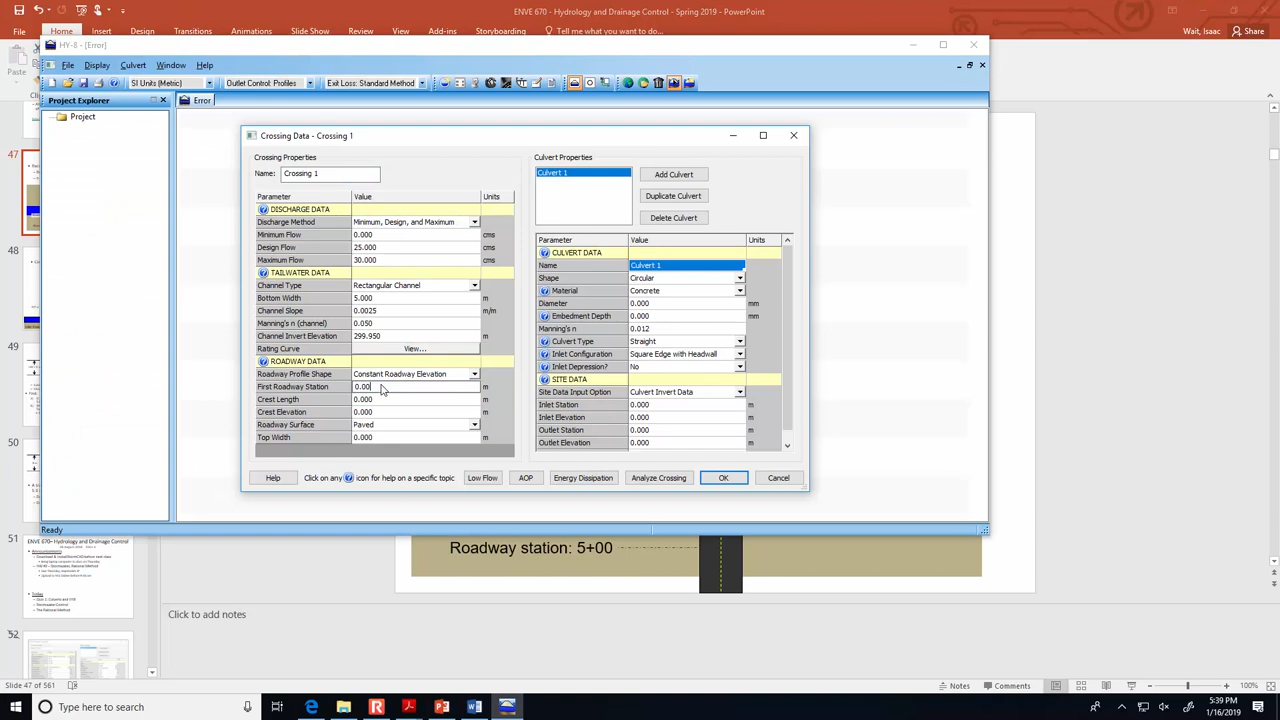 ENVE 670 - Hydrology and Drainage Control - Spring 2019 - PowerPoint
Wait, Isaac
File Home Insert Design Transitions Animations Slide Show Review View Add-ins Storyboarding Tell me what you want to do... Share
Paste
HY-8 - [Error]
File Display Culvert Window Help
SI Units (Metric) Outlet Control: Profiles Exit Loss: Standard Method
Project Explorer
Error
Project
Crossing Data - Crossing 1
Crossing Properties
Name: Crossing 1
Parameter Value Units
DISCHARGE DATA
Discharge Method Minimum, Design, and Maximum
Minimum Flow 0.000 cms
Design Flow 25.000 cms
Maximum Flow 30.000 cms
TAILWATER DATA
Channel Type Rectangular Channel
Bottom Width 5.000 m
Channel Slope 0.0025 m/m
Manning's n (channel) 0.050
Channel Invert Elevation 299.950 m
Rating Curve View...
ROADWAY DATA
Roadway Profile Shape Constant Roadway Elevation
First Roadway Station 0.00 m
Crest Length 0.000 m
Crest Elevation 0.000 m
Roadway Surface Paved
Top Width 0.000 m
Culvert Properties
Culvert 1
Add Culvert
Duplicate Culvert
Delete Culvert
Parameter Value Units
CULVERT DATA
Name Culvert 1
Shape Circular
Material Concrete
Diameter 0.000 mm
Embedment Depth 0.000 mm
Manning's n 0.012
Culvert Type Straight
Inlet Configuration Square Edge with Headwall
Inlet Depression? No
SITE DATA
Site Data Input Option Culvert Invert Data
Inlet Station 0.000 m
Inlet Elevation 0.000 m
Outlet Station 0.000 m
Outlet Elevation 0.000 m
Help Click on any ? icon for help on a specific topic Low Flow AOP Energy Dissipation Analyze Crossing OK Cancel
Ready
47
48
49
50
51
52
ENVE 670- Hydrology and Drainage Control
Today
Roadway station: 5+00
Click to add notes
Slide 47 of 561 Notes Comments 100%
Type here to search
5:39 PM
1/16/2019